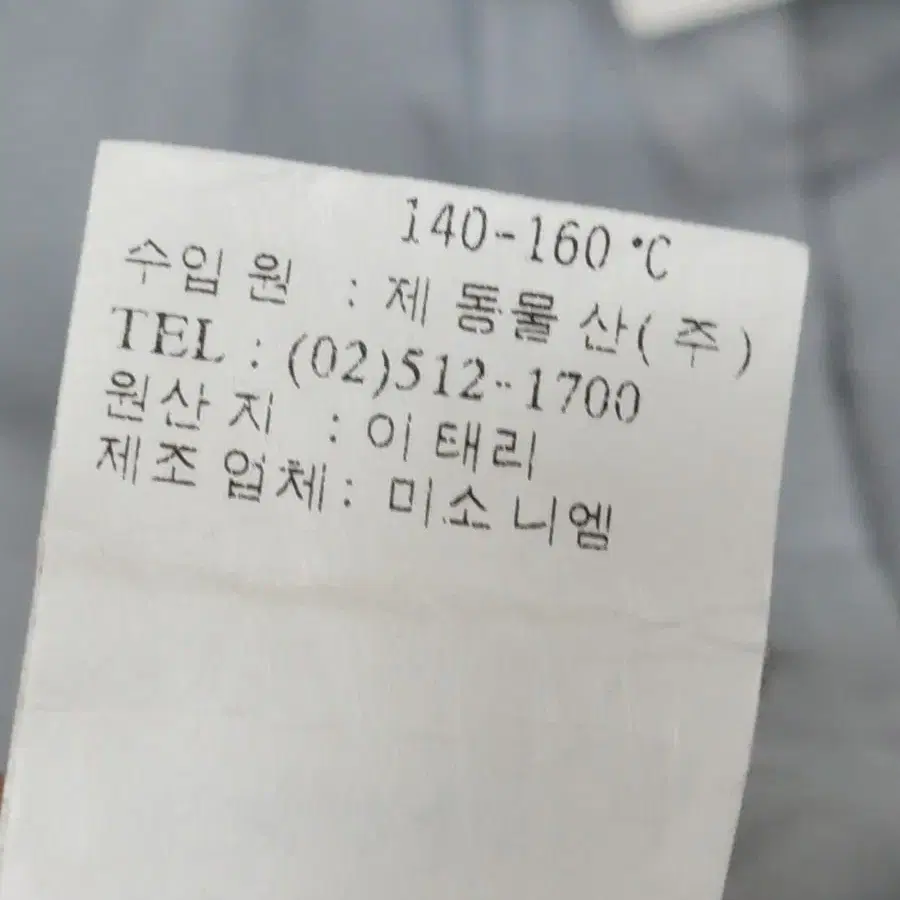 140-160 °C
수입 원 : 제 동물 산( 주 )
TEL : (02)512-1700
원산 지 : 이 태리
제조 업체 : 미소 니엠